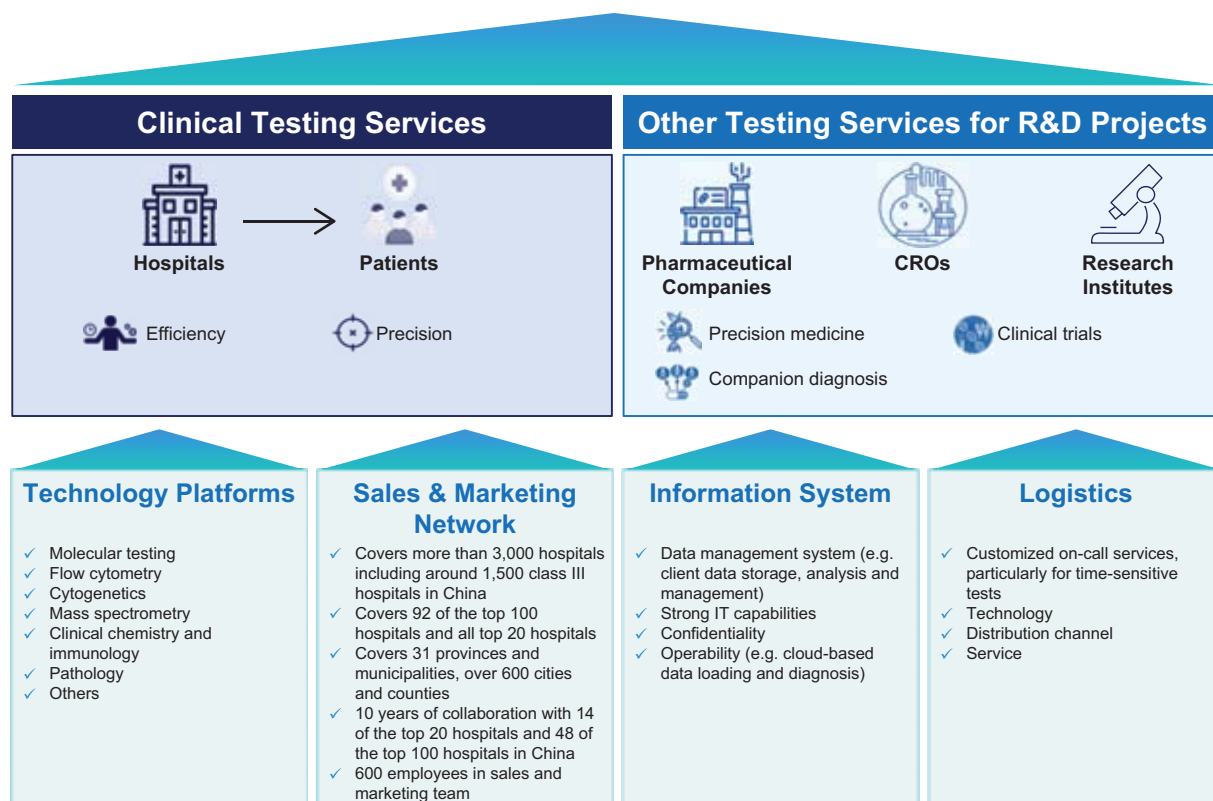 Clinical Testing Services
Other Testing Services for R&D Projects
Hospitals
Patients
Efficiency
Precision
Pharmaceutical
Companies
CROs
Research
Institutes
Precision medicine
Clinical trials
Companion diagnosis
Technology Platforms
✓ Molecular testing
✓ Flow cytometry
✓ Cytogenetics
✓ Mass spectrometry
✓ Clinical chemistry and
immunology
✓ Pathology
✓ Others
Sales & Marketing
Network
✓ Covers more than 3,000 hospitals
including around 1,500 class III
hospitals in China
✓ Covers 92 of the top 100
hospitals and all top 20 hospitals
✓ Covers 31 provinces and
municipalities, over 600 cities
and counties
✓ 10 years of collaboration with 14
of the top 20 hospitals and 48 of
the top 100 hospitals in China
✓ 600 employees in sales and
marketing team
Information System
✓ Data management system (e.g.
client data storage, analysis and
management)
✓ Strong IT capabilities
✓ Confidentiality
✓ Operability (e.g. cloud-based
data loading and diagnosis)
Logistics
✓ Customized on-call services,
particularly for time-sensitive
tests
✓ Technology
✓ Distribution channel
✓ Service